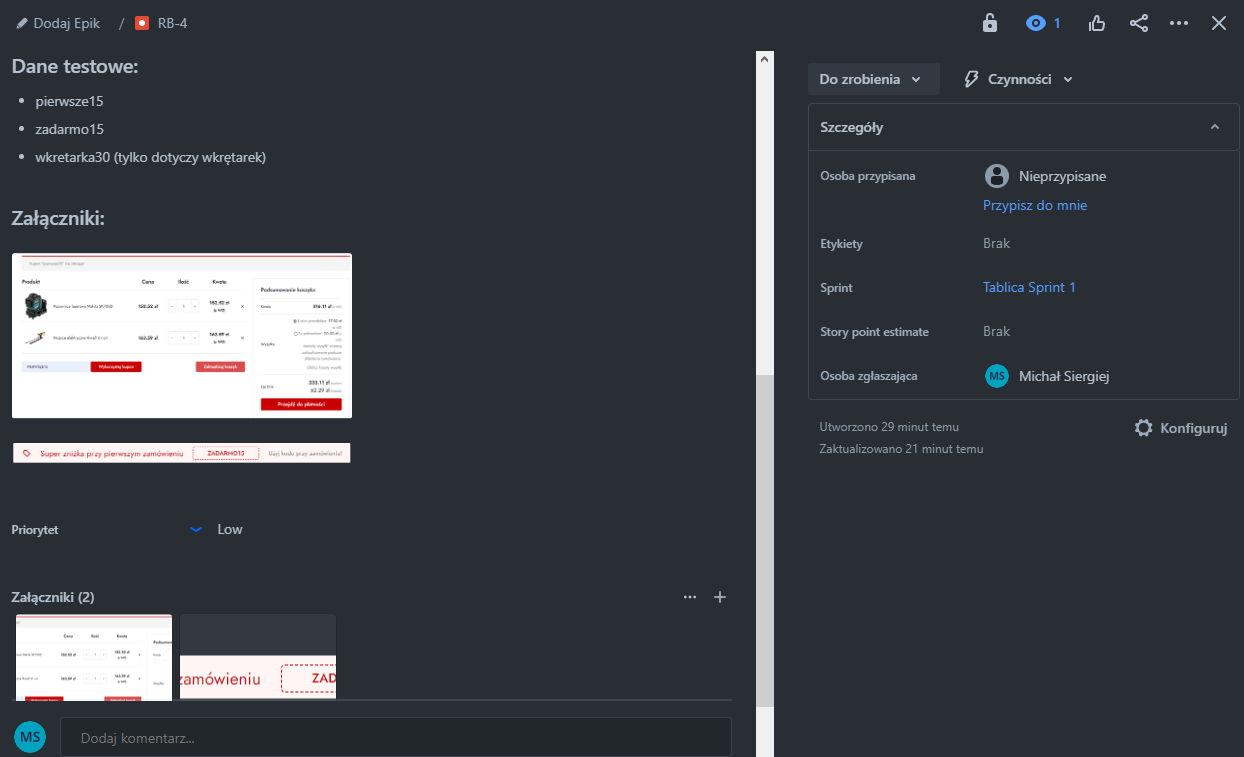 Dodaj Epik / RB-4
1
Dane testowe:
• pierwsze15
• zadarmo15
• wkretarka30 (tylko dotyczy wkrętarek)
Załączniki:
Produkt Cena Ilość Kwota
Podsumowanie koszyka
152.52 zł 1 152.52 zł
Kwota 316.11 zł
163.59 zł 1 163.59 zł
Wysyłka
Wykorzystaj kupon Zaktualizuj koszyk
Łącznie 333.11 zł
Przejdź do płatności
Super zniżka przy pierwszym zamówieniu ZADARMO15 Użyj kodu przy zamówieniu!
Priorytet Low
Załączniki (2)
Cena Ilość Kwota
zamówieniu ZAD
MS Dodaj komentarz...
Do zrobienia Czynności
Szczegóły
Osoba przypisana Nieprzypisane
Przypisz do mnie
Etykiety Brak
Sprint Tablica Sprint 1
Story point estimate Brak
Osoba zgłaszająca MS Michał Siergiej
Utworzono 29 minut temu
Konfiguruj
Zaktualizowano 21 minut temu